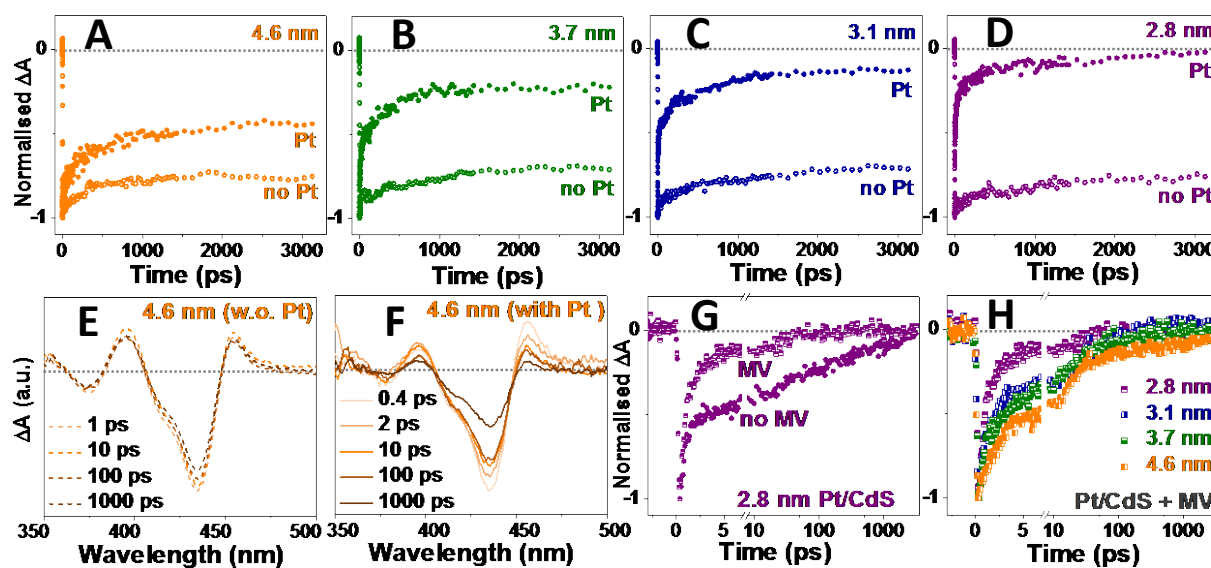 A
4.6 nm
0
Normalised ΔA
Pt
no Pt
-1
0
1000
2000
3000
Time (ps)
B
3.7 nm
0
Pt
no Pt
-1
0
1000
2000
3000
Time (ps)
C
3.1 nm
0
Pt
no Pt
-1
0
1000
2000
3000
Time (ps)
D
2.8 nm
0
Pt
no Pt
-1
0
1000
2000
3000
Time (ps)
E
4.6 nm (w.o. Pt)
ΔA (a.u.)
1 ps
10 ps
100 ps
1000 ps
350
400
450
500
Wavelength (nm)
F
4.6 nm (with Pt )
0.4 ps
2 ps
10 ps
100 ps
1000 ps
350
400
450
500
Wavelength (nm)
G
Normalised ΔA
0
MV
no MV
-1
2.8 nm Pt/CdS
0
5
10
100
1000
Time (ps)
H
0
2.8 nm
3.1 nm
3.7 nm
4.6 nm
-1
Pt/CdS + MV
0
5
10
100
1000
Time (ps)